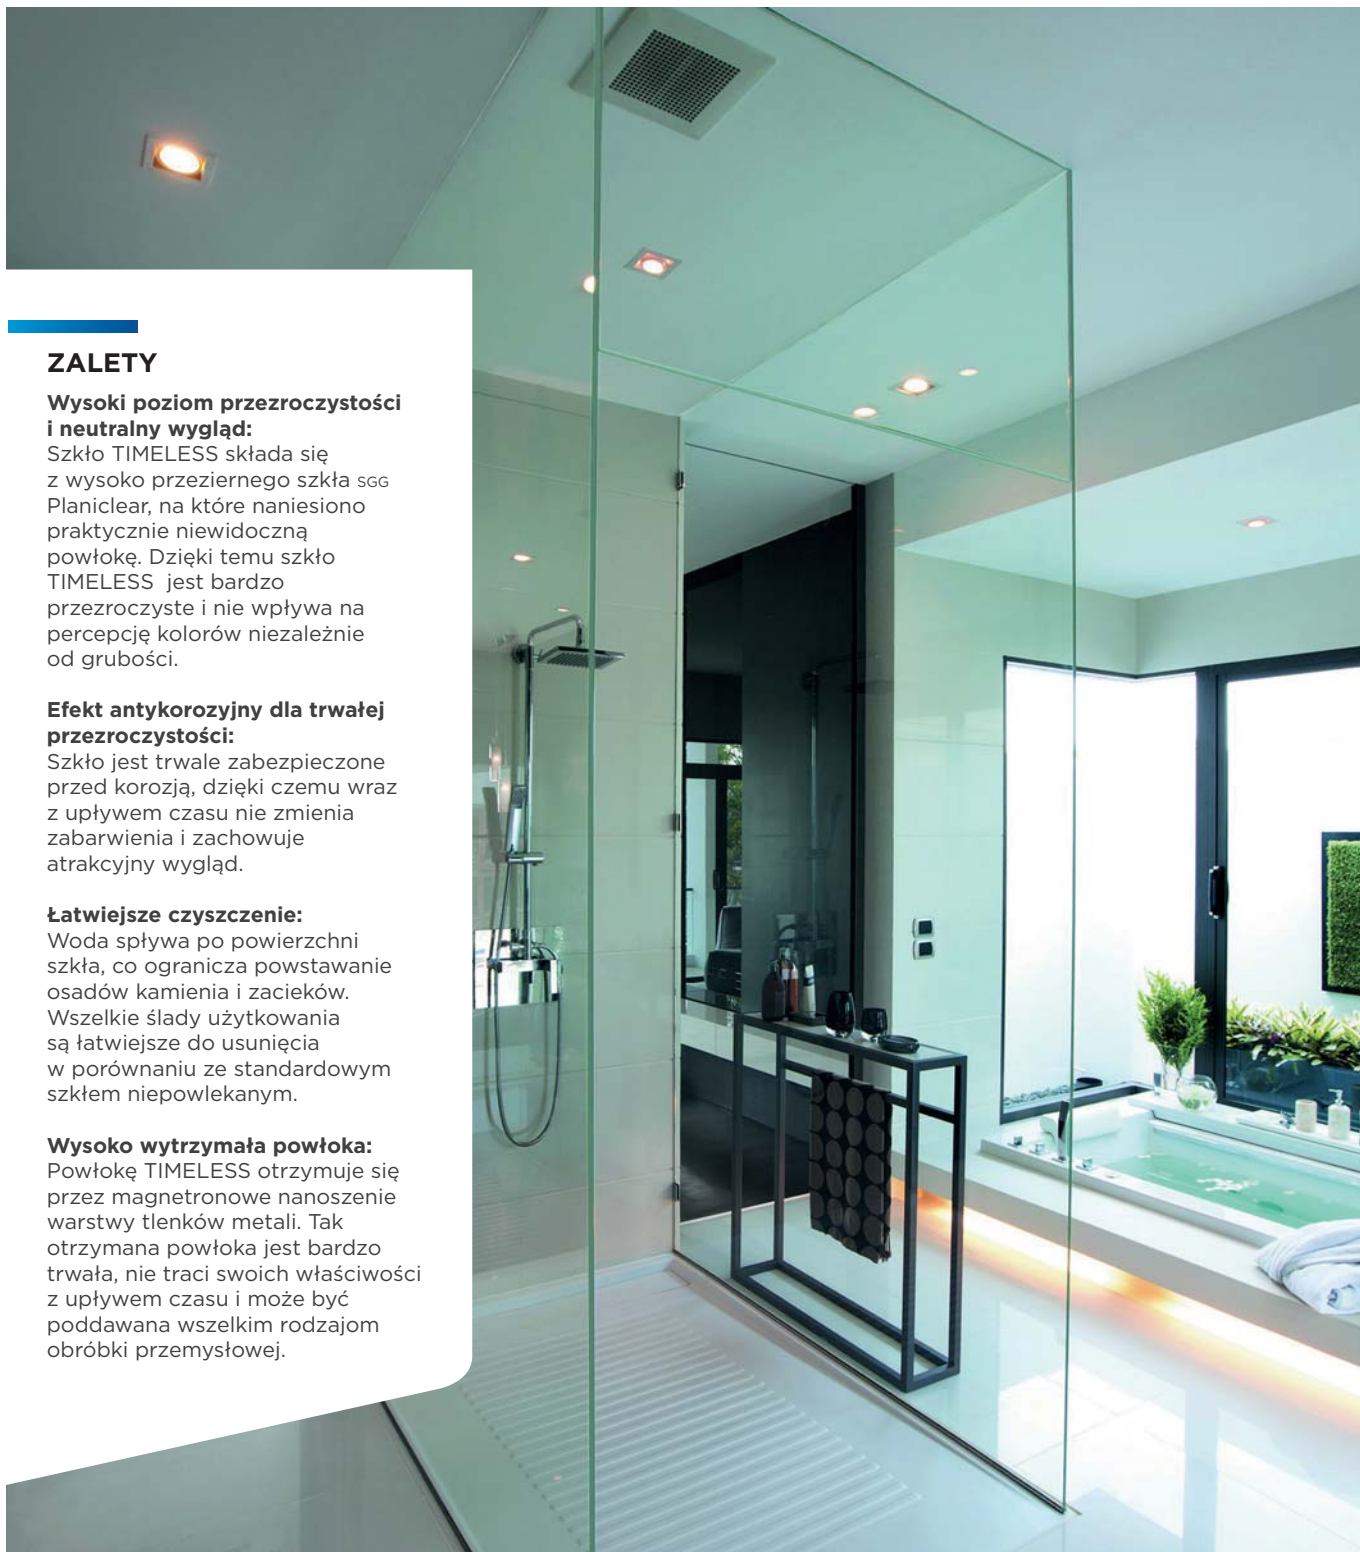 ZALETY
Wysoki poziom przezroczystości
i neutralny wygląd:
Szkło TIMELESS składa się
z wysoko przeziernego szkła SGG
Planiclear, na które naniesiono
praktycznie niewidoczną
powłokę. Dzięki temu szkło
TIMELESS jest bardzo
przezroczyste i nie wpływa na
percepcję kolorów niezależnie
od grubości.
Efekt antykorozyjny dla trwałej
przezroczystości:
Szkło jest trwale zabezpieczone
przed korozją, dzięki czemu wraz
z upływem czasu nie zmienia
zabarwienia i zachowuje
atrakcyjny wygląd.
Łatwiejsze czyszczenie:
Woda spływa po powierzchni
szkła, co ogranicza powstawanie
osadów kamienia i zacieków.
Wszelkie ślady użytkowania
są łatwiejsze do usunięcia
w porównaniu ze standardowym
szkłem niepowlekanym.
Wysoko wytrzymała powłoka:
Powłokę TIMELESS otrzymuje się
przez magnetronowe nanoszenie
warstwy tlenków metali. Tak
otrzymana powłoka jest bardzo
trwała, nie traci swoich właściwości
z upływem czasu i może być
poddawana wszelkim rodzajom
obróbki przemysłowej.